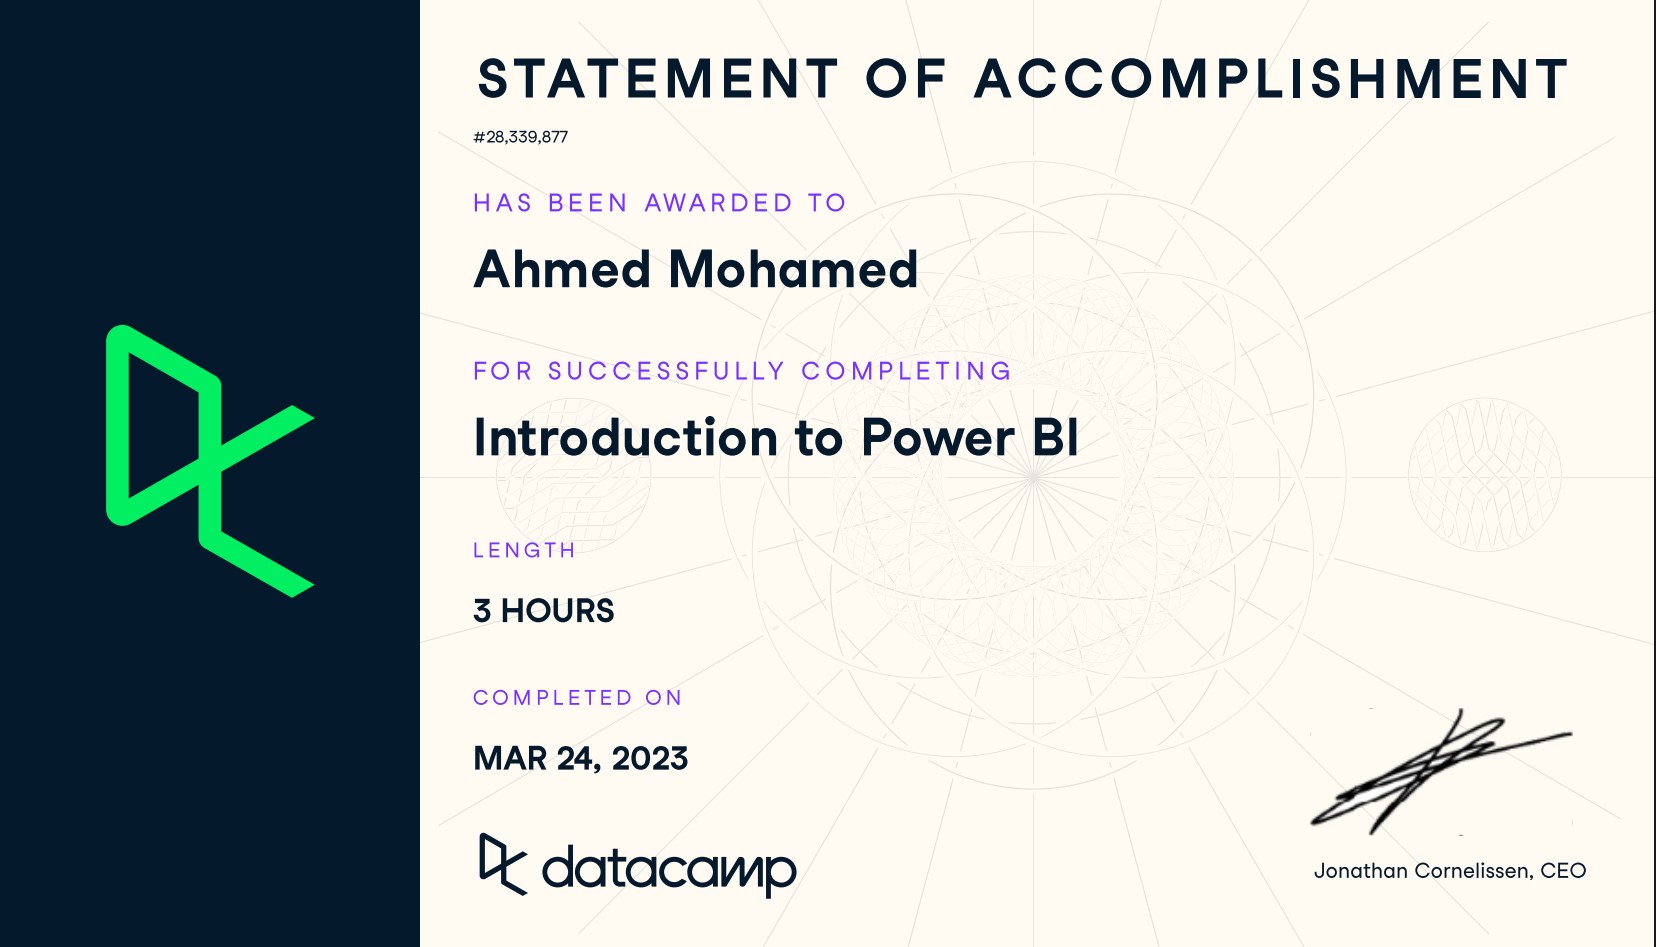 STATEMENT OF ACCOMPLISHMENT
#28,339,877
HAS BEEN AWARDED TO
Ahmed Mohamed
FOR SUCCESSFULLY COMPLETING
Introduction to Power BI
LENGTH
3 HOURS
COMPLETED ON
MAR 24, 2023
datacamp
Jonathan Cornelissen, CEO